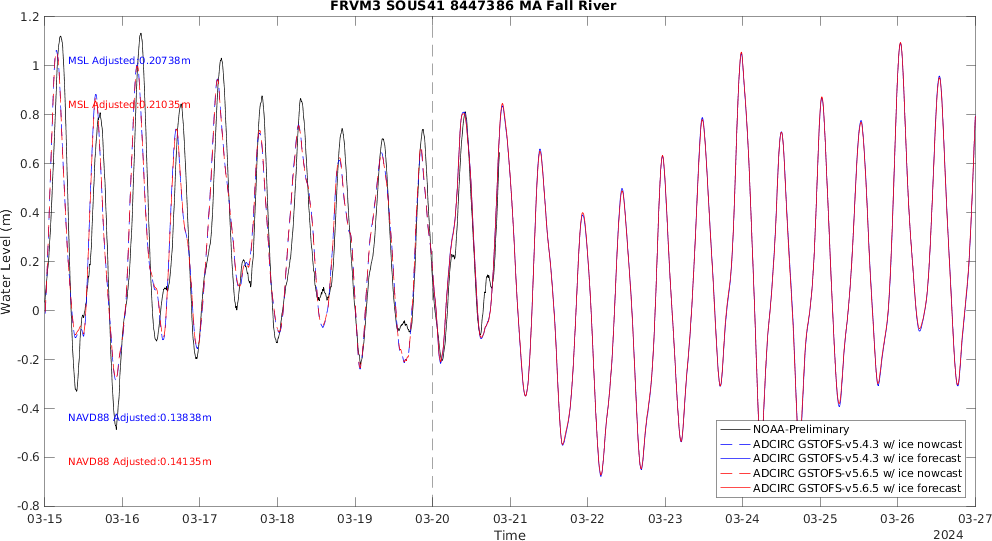 FRVM3 SOUS41 8447386 MA Fall River
1.2
1
0.8
0.6
0.4
0.2
0
-0.2
-0.4
-0.6
-0.8
Water Level (m)
MSL Adjusted:0.20738m
MSL Adjusted:0.21035m
NAVD88 Adjusted:0.13838m
NAVD88 Adjusted:0.14135m
NOAA-Preliminary
ADCIRC GSTOFS-v5.4.3 w/ ice nowcast
ADCIRC GSTOFS-v5.4.3 w/ ice forecast
ADCIRC GSTOFS-v5.6.5 w/ ice nowcast
ADCIRC GSTOFS-v5.6.5 w/ ice forecast
03-15 03-16 03-17 03-18 03-19 03-20 03-21 03-22 03-23 03-24 03-25 03-26 03-27
Time
2024